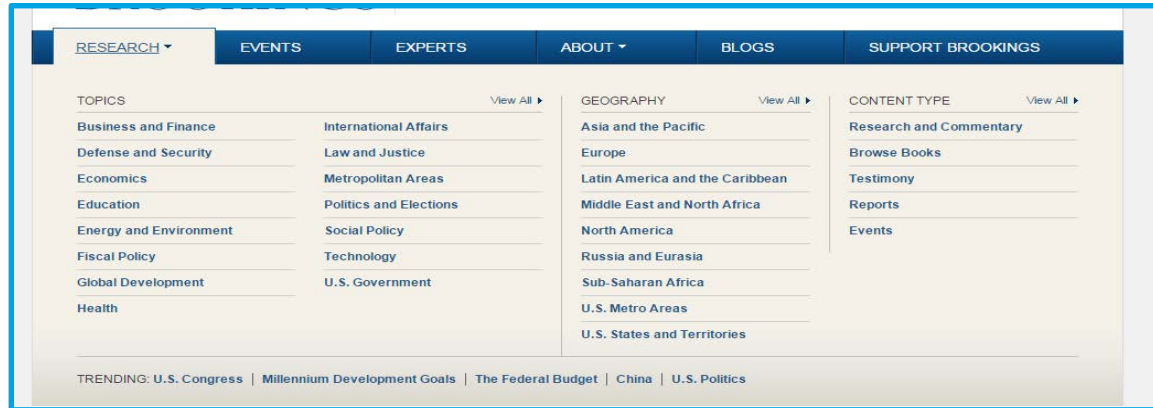 RESEARCH EVENTS EXPERTS ABOUT BLOGS SUPPORT BROOKINGS
TOPICS View All
Business and Finance
Defense and Security
Economics
Education
Energy and Environment
Fiscal Policy
Global Development
Health
International Affairs
Law and Justice
Metropolitan Areas
Politics and Elections
Social Policy
Technology
U.S. Government
GEOGRAPHY View All
Asia and the Pacific
Europe
Latin America and the Caribbean
Middle East and North Africa
North America
Russia and Eurasia
Sub-Saharan Africa
U.S. Metro Areas
U.S. States and Territories
CONTENT TYPE View All
Research and Commentary
Browse Books
Testimony
Reports
Events
TRENDING: U.S. Congress | Millennium Development Goals | The Federal Budget | China | U.S. Politics